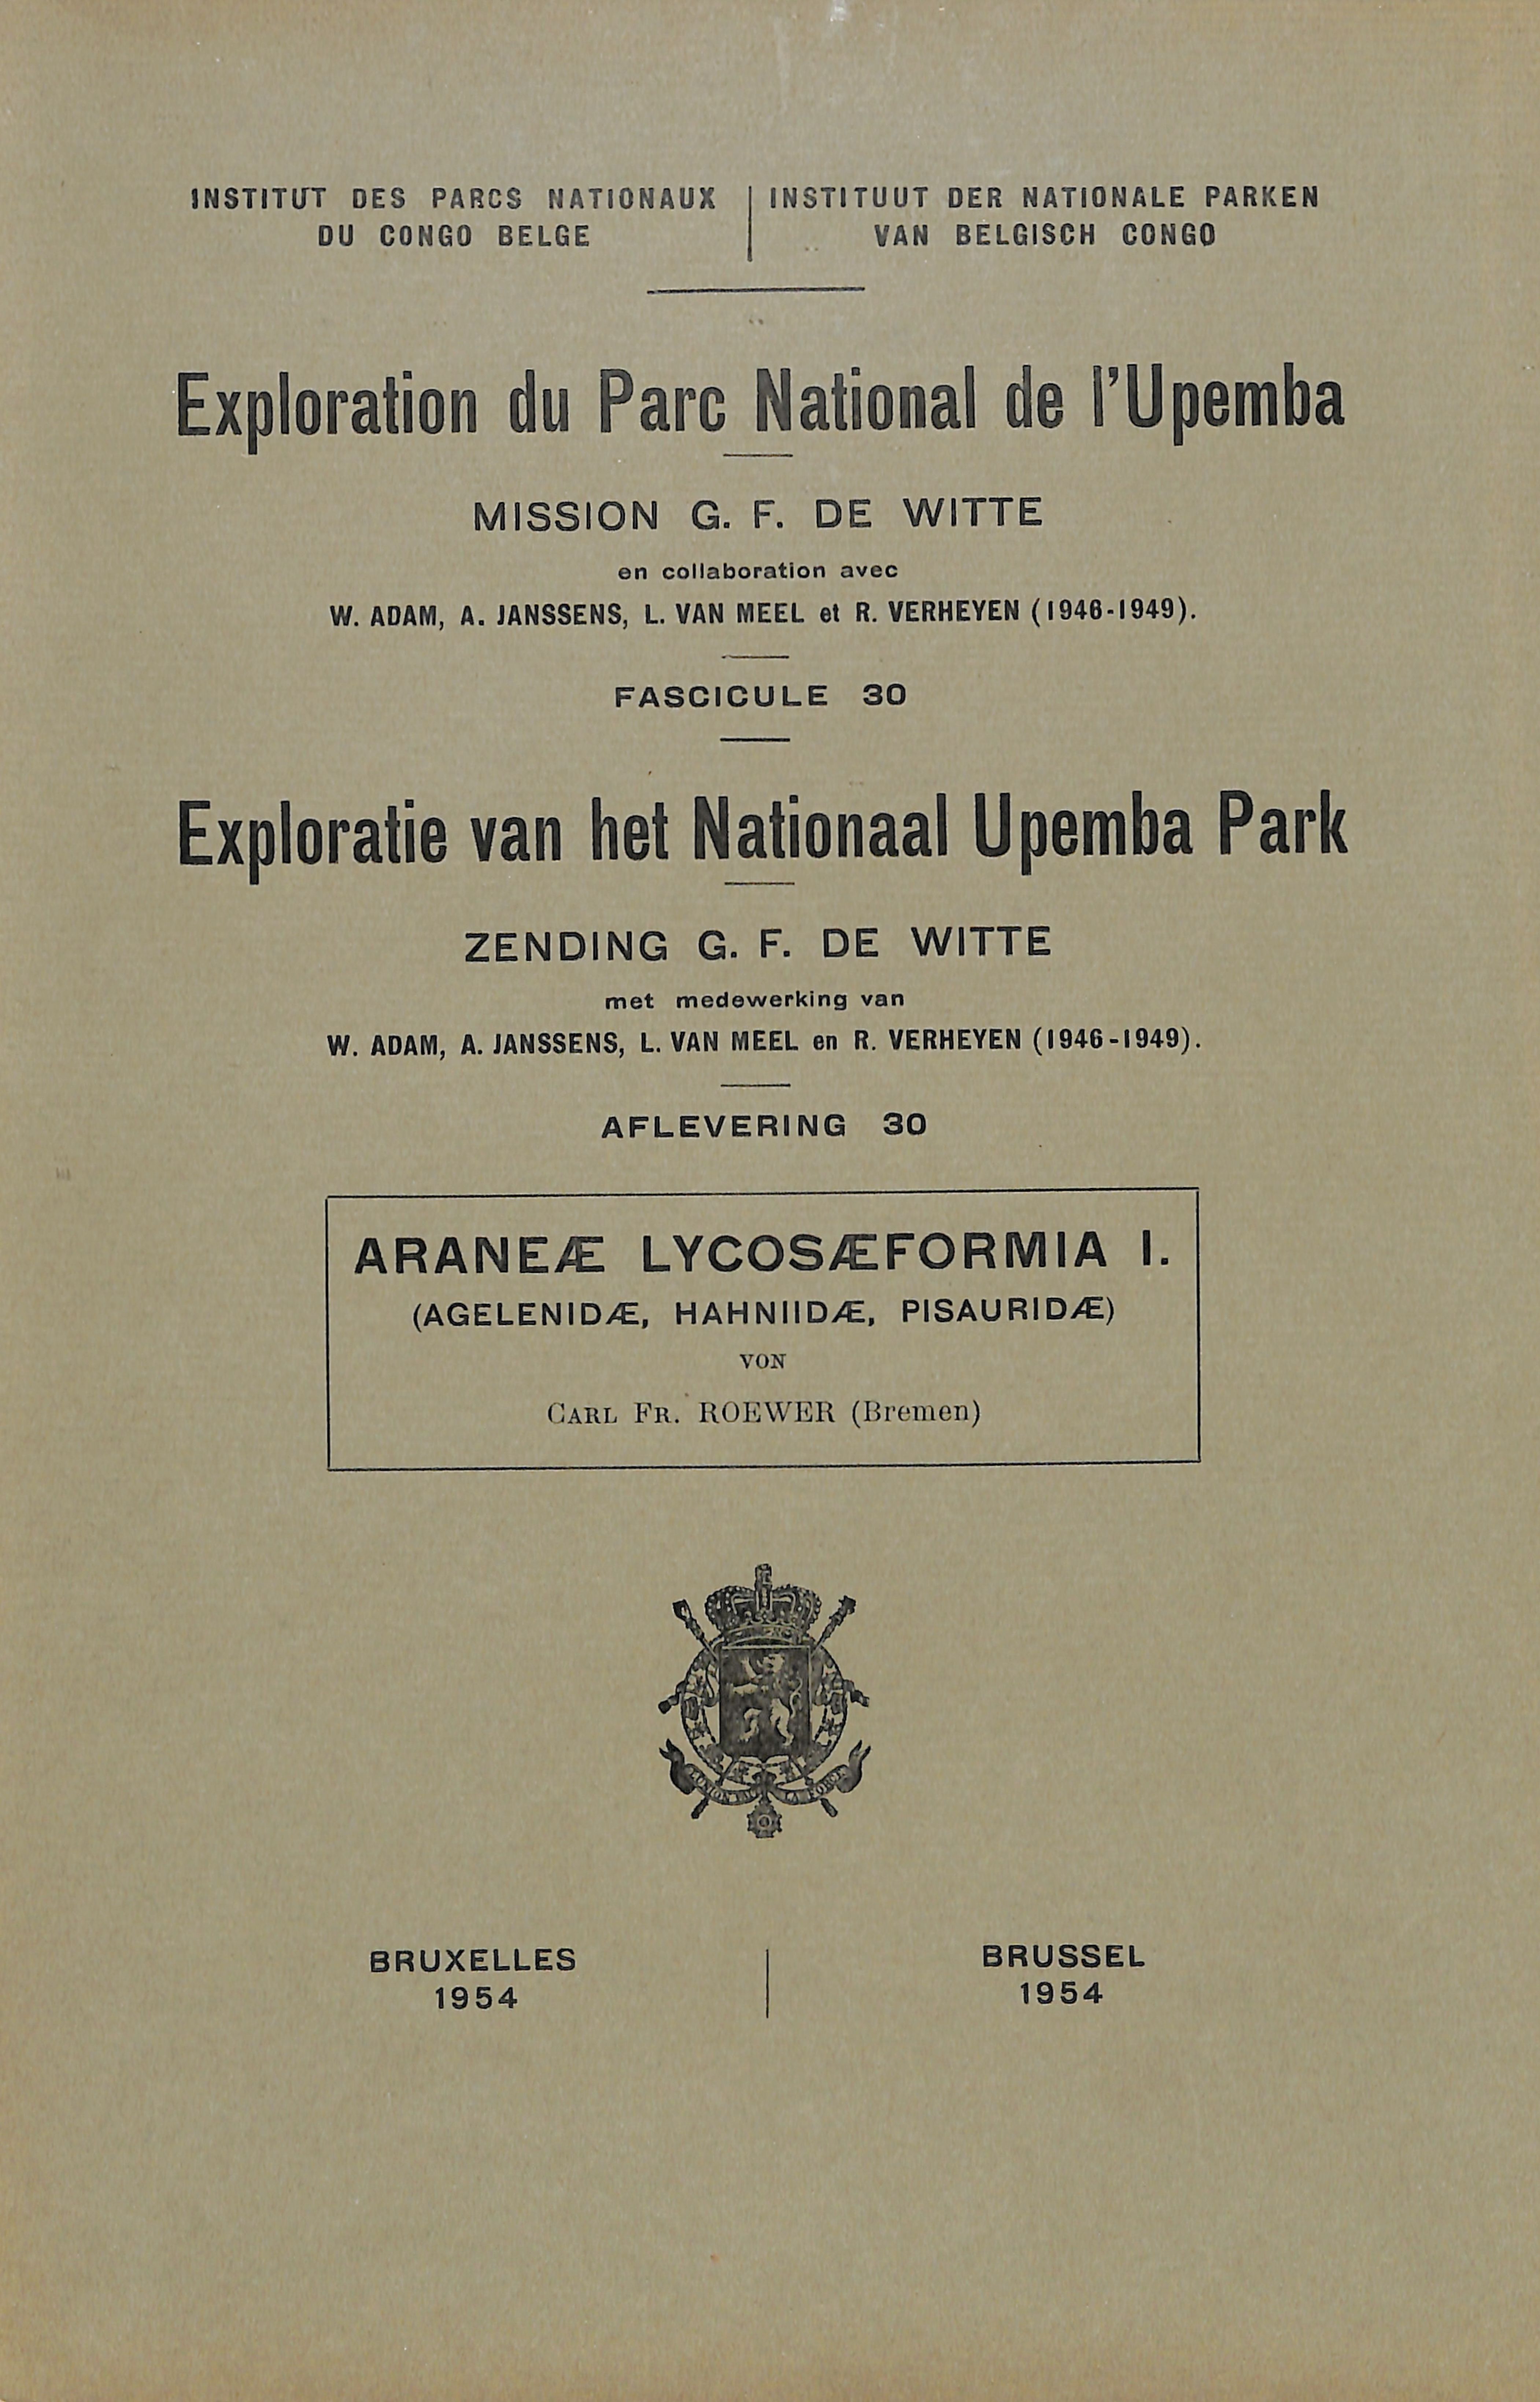 INSTITUT DES PARCS NATIONAUX
DU CONGO BELGE
INSTITUUT DER NATIONALE PARKEN
VAN BELGISCH CONGO
Exploration du Parc National de l'Upemba
MISSION G. F. DE WITTE
en collaboration avec
W. ADAM, A. JANSSENS, L. VAN MEEL et R. VERHEYEN (1946-1949).
FASCICULE 30
Exploratie van het Nationaal Upemba Park
ZENDING G. F. DE WITTE
met medewerking van
W. ADAM, A. JANSSENS, L. VAN MEEL en R. VERHEYEN (1946-1949).
AFLEVERING 30
ARANEÆ LYCOSÆFORMIA I.
(AGELENIDÆ, HAHNIIDÆ, PISAURIDÆ)
VON
CARL FR. ROEWER (Bremen)
BRUXELLES
1954
BRUSSEL
1954